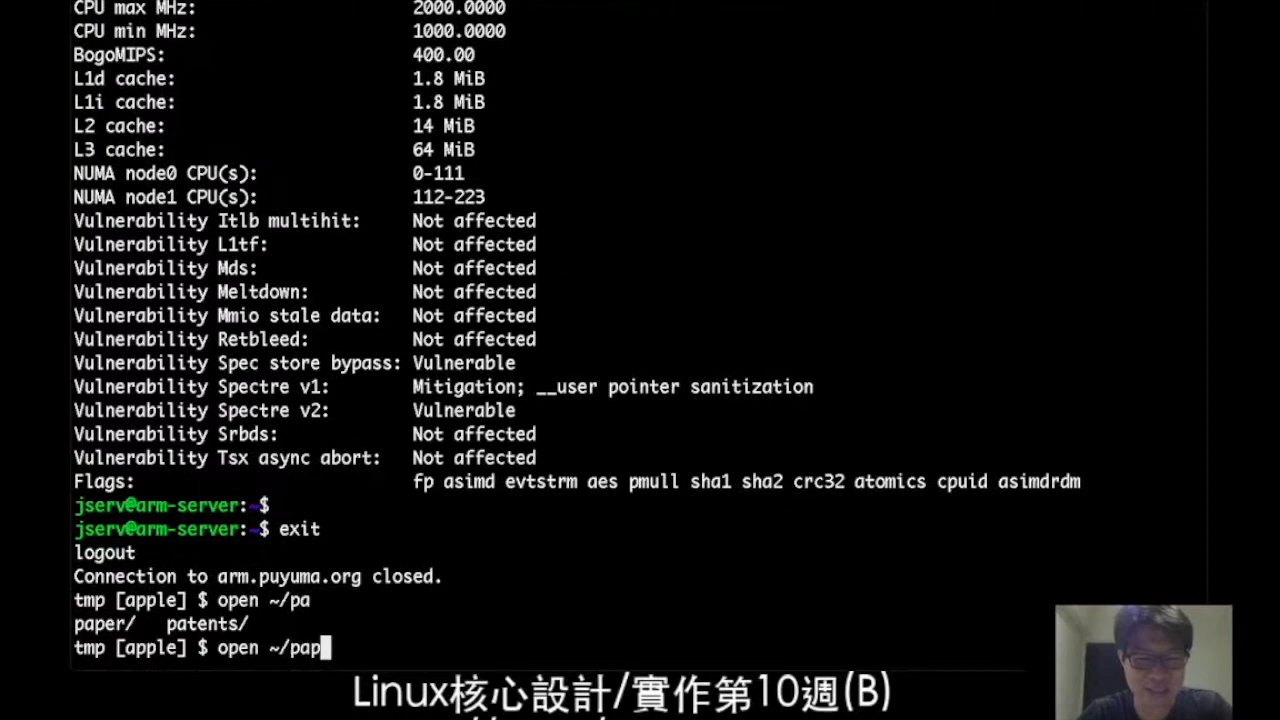 CPU max MHz: 2000.0000
CPU min MHz: 1000.0000
BogoMIPS: 400.00
L1d cache: 1.8 MiB
L1i cache: 1.8 MiB
L2 cache: 14 MiB
L3 cache: 64 MiB
NUMA node0 CPU(s): 0-111
NUMA node1 CPU(s): 112-223
Vulnerability Itlb multihit: Not affected
Vulnerability L1tf: Not affected
Vulnerability Mds: Not affected
Vulnerability Meltdown: Not affected
Vulnerability Mmio stale data: Not affected
Vulnerability Retbleed: Not affected
Vulnerability Spec store bypass: Vulnerable
Vulnerability Spectre v1: Mitigation; __user pointer sanitization
Vulnerability Spectre v2: Vulnerable
Vulnerability Srbds: Not affected
Vulnerability Tsx async abort: Not affected
Flags: fp asimd evtstrm aes pmull sha1 sha2 crc32 atomics cpuid asimdrdm
jserv@arm-server:~$
jserv@arm-server:~$ exit
logout
Connection to arm.puyuma.org closed.
tmp [apple] $ open ~/pa
paper/ patents/
tmp [apple] $ open ~/pap
Linux核心設計/實作第10週(B)